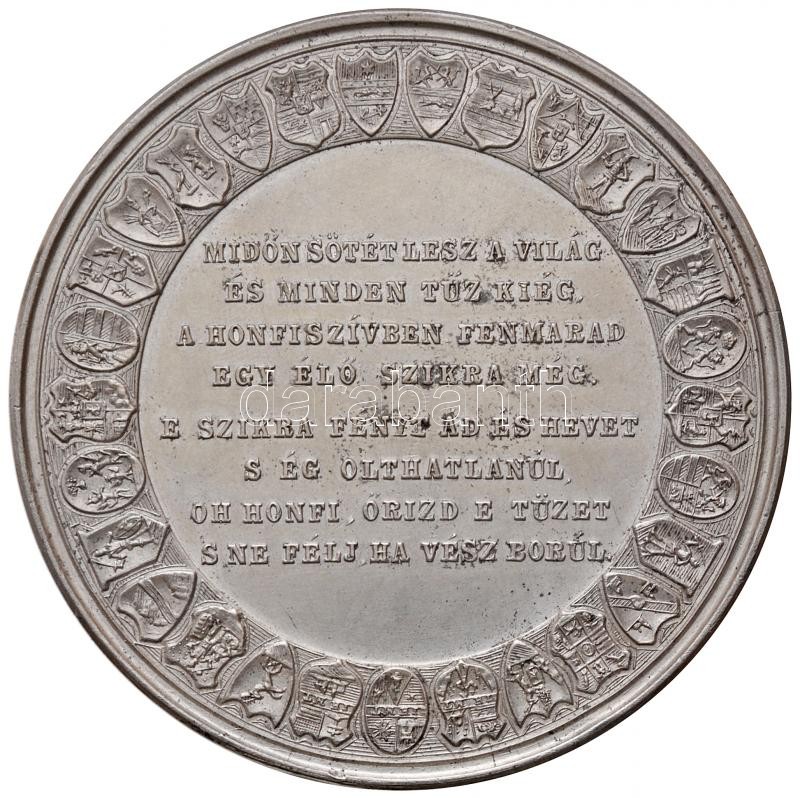 MIDŐN SÖTÉT LESZ A VILÁG
ÉS MINDEN TŰZ KIÉG,
A HONFISZÍVBEN FENMARAD
EGY ÉLŐ SZIKRA MÉG.
darabanth
E SZIKRA FÉNYT ÁD ÉS HEVET
S ÉG OLTHATLANÚL,
OH HONFI, ŐRIZD E TÜZET
S NE FÉLJ, HA VÉSZ BORÚL.